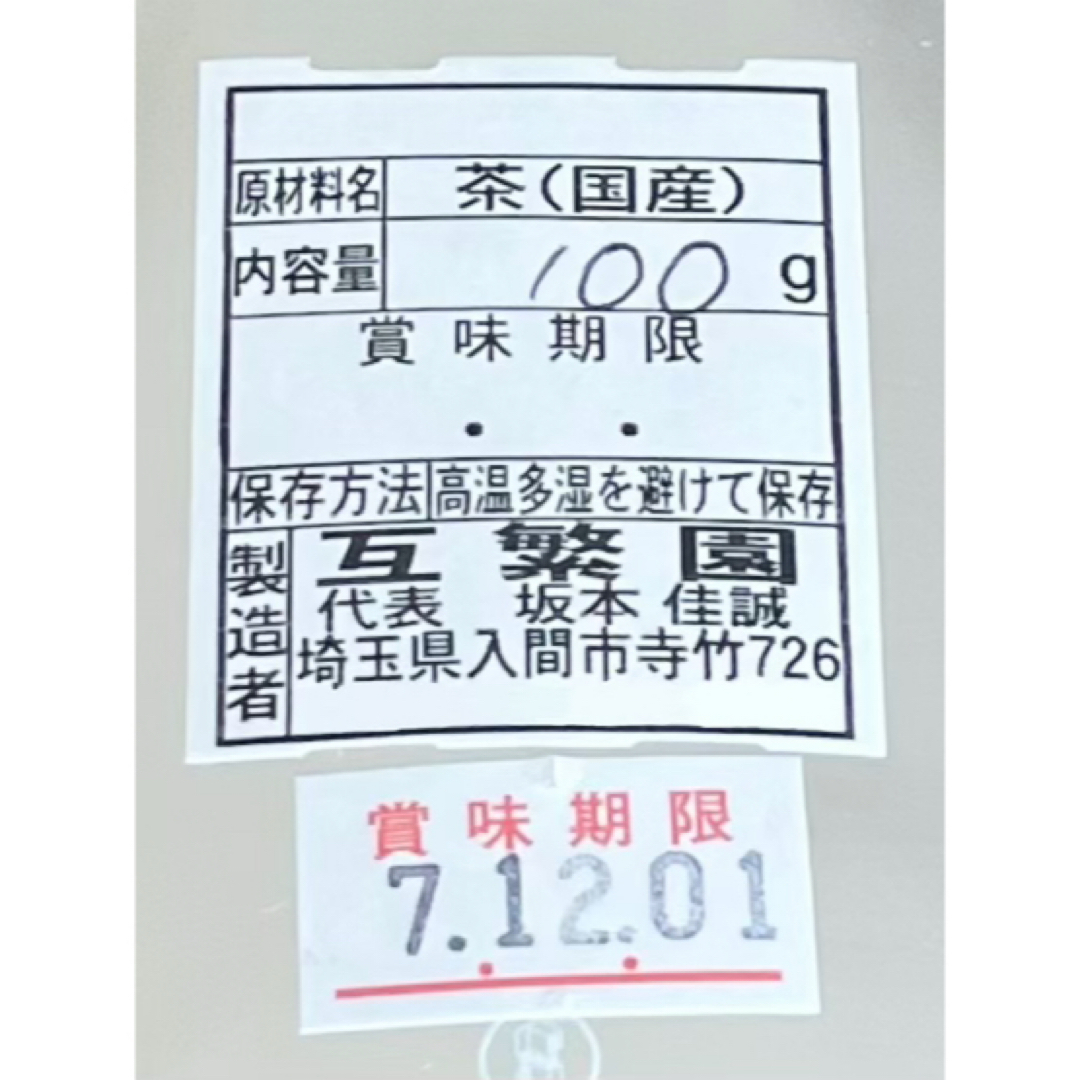 原材料名 茶(国産)
内容量 100 g
賞味期限
. .
保存方法 高温多湿を避けて保存
製造者 互繁園
代表 坂本 佳誠
埼玉県入間市寺竹726
賞味期限
7.12.01